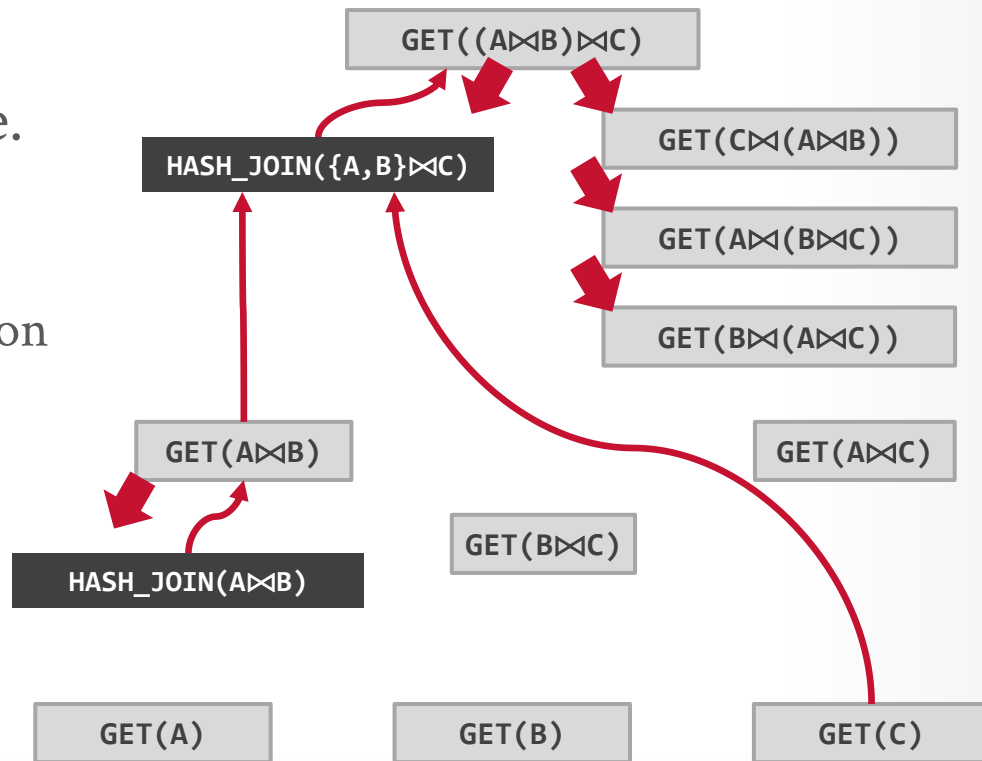 GET((A⋈B)⋈C)
e.
GET(C⋈(A⋈B))
HASH_JOIN({A,B}⋈C)
GET(A⋈(B⋈C))
on
GET(B⋈(A⋈C))
GET(A⋈B)
GET(A⋈C)
GET(B⋈C)
HASH_JOIN(A⋈B)
GET(A)
GET(B)
GET(C)